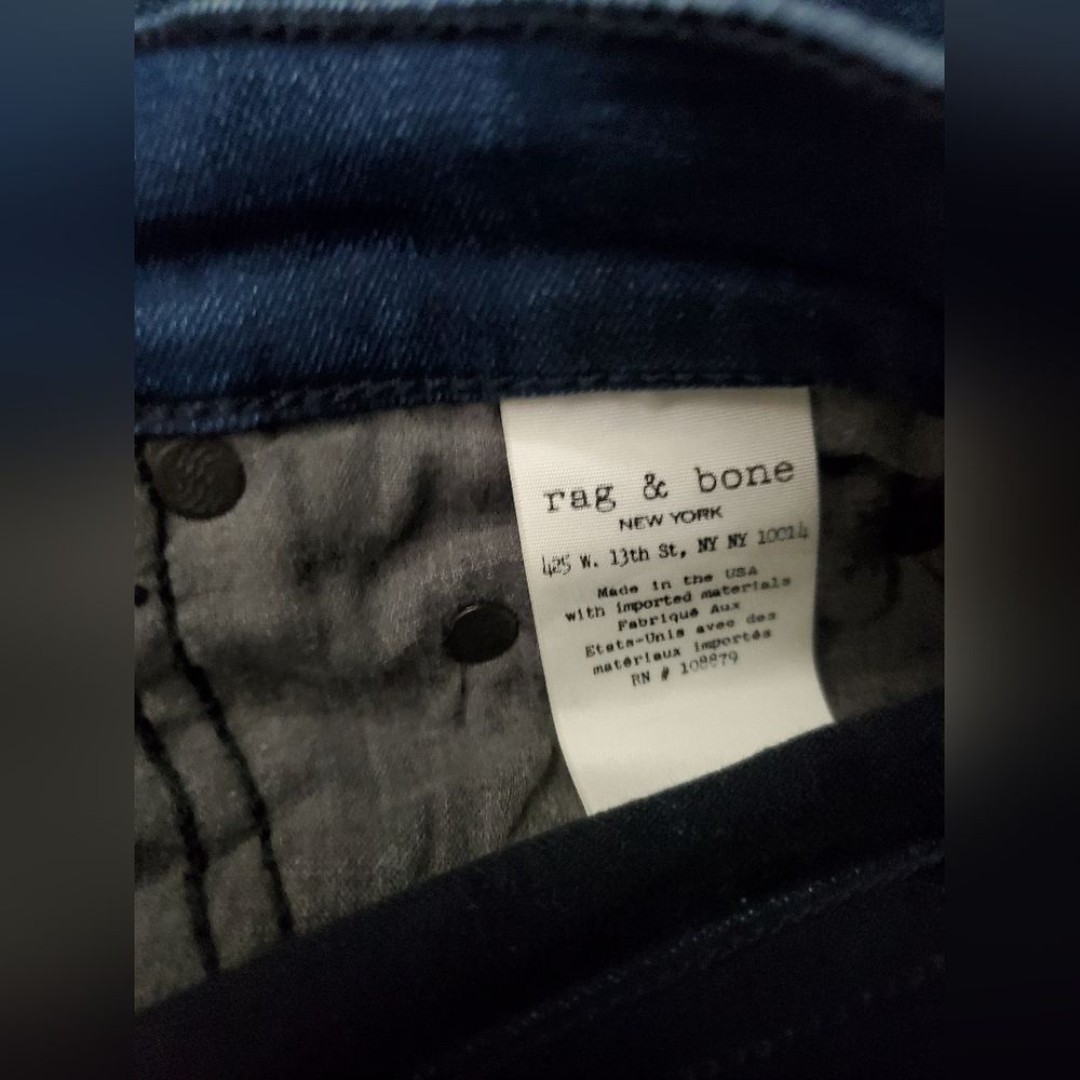 rag & bone
NEW YORK
425 W. 13th St, NY NY 10014
Made in the USA
with imported materials
Fabriqué Aux
Etats-Unis avec des
matériaux importés
RN # 108879